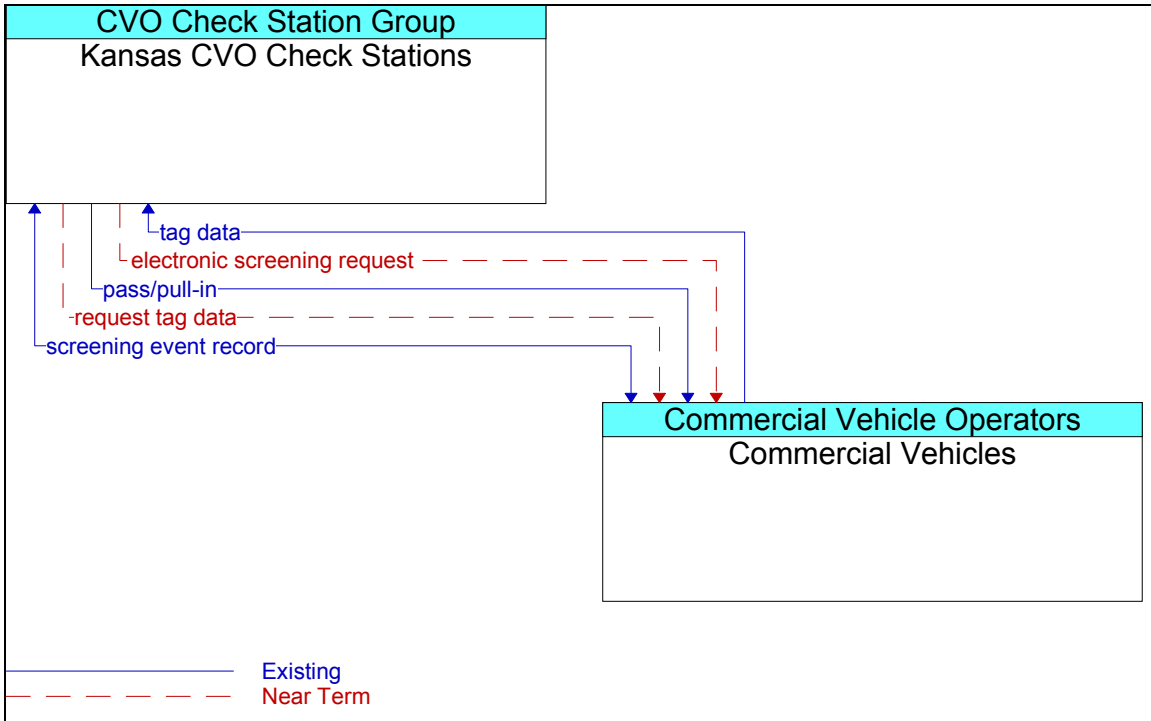 CVO Check Station Group
Kansas CVO Check Stations
tag data
electronic screening request
pass/pull-in
request tag data
screening event record
Commercial Vehicle Operators
Commercial Vehicles
Existing
Near Term